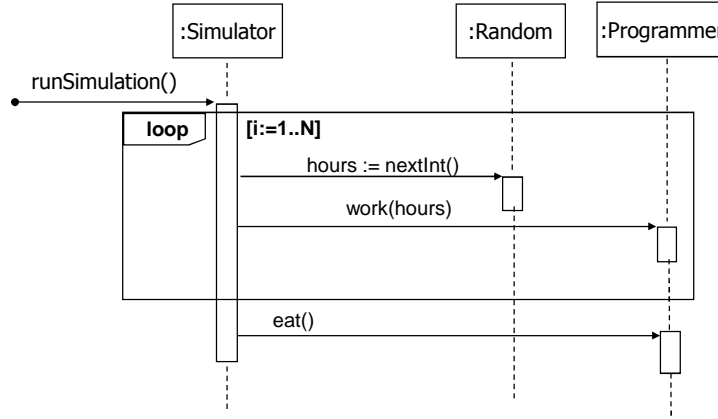 :Simulator
:Random
:Programmer
runSimulation()
loop
[i:=1..N]
hours := nextInt()
work(hours)
eat()